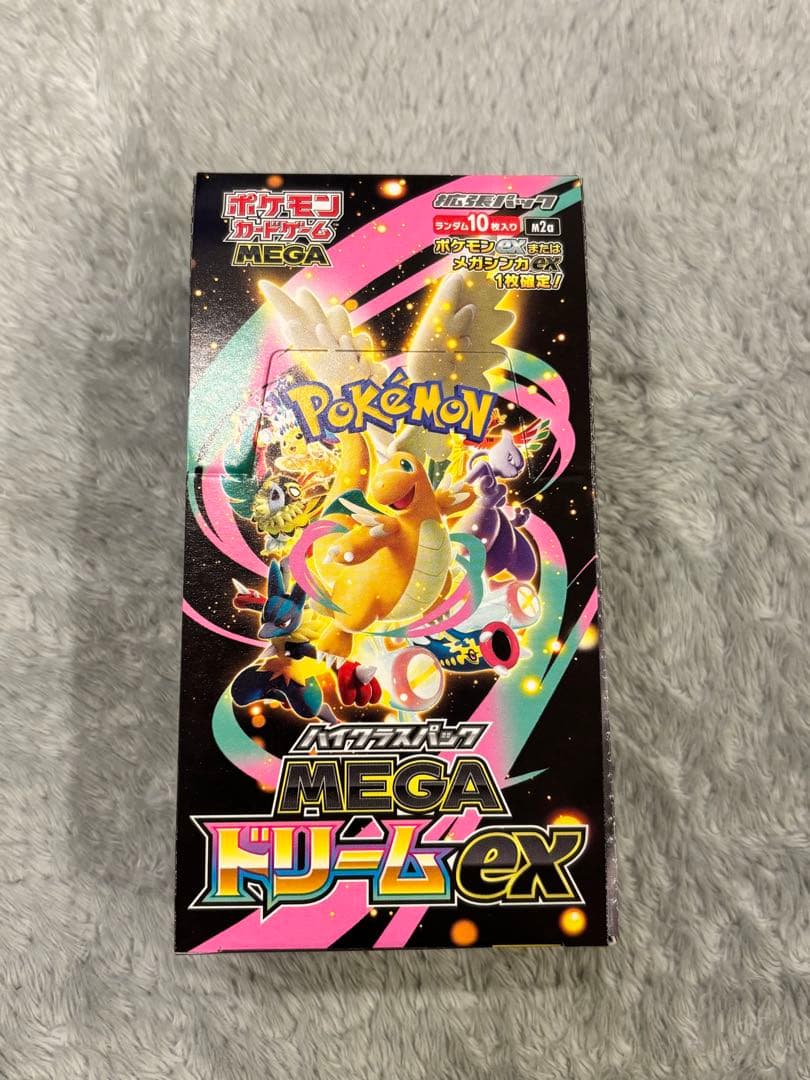 ポケモン
カードゲーム
MEGA
拡張パック
ランダム10枚入り M2a
ポケモンexまたは
メガシンカex
1枚確定!
POKéMON
ハイクラスパック
MEGA
ドリームex